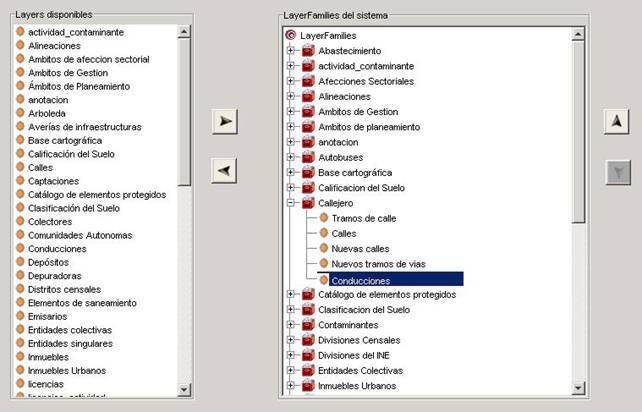 Layers disponibles
actividad_contaminante
Alineaciones
Ambitos de afeccion sectorial
Ambitos de Gestion
Ámbitos de Planeamiento
anotacion
Arboleda
Averías de infraestructuras
Base cartográfica
Calificación del Suelo
Calles
Captaciones
Catálogo de elementos protegidos
Clasificación del Suelo
Colectores
Comunidades Autonomas
Conducciones
Depósitos
Depuradoras
Distritos censales
Elementos de saneamiento
Emisarios
Entidades colectivas
Entidades singulares
Inmuebles
Inmuebles Urbanos
licencias
licencias_actividad
LayerFamilies del sistema
LayerFamilies
Abastecimiento
actividad_contaminante
Afecciones Sectoriales
Alineaciones
Ambitos de Gestion
Ambitos de planeamiento
anotacion
Autobuses
Base cartográfica
Calificacion del Suelo
Callejero
Tramos de calle
Calles
Nuevas calles
Nuevos tramos de vias
Conducciones
Catálogo de elementos protegidos
Clasificacion del Suelo
Contaminantes
Divisiones Censales
Divisiones del INE
Entidades Colectivas
Inmuebles Urbanos